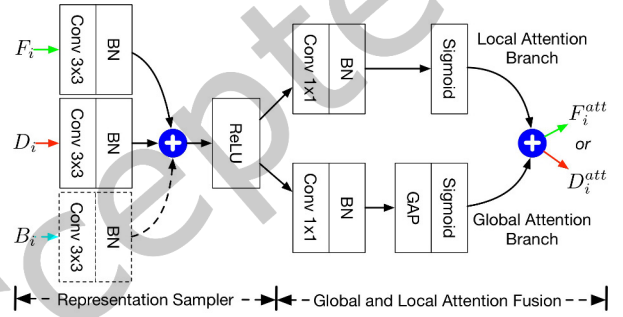 F_i
Conv 3x3
BN
D_i
Conv 3x3
BN
B_i
Conv 3x3
BN
ReLU
Conv 1x1
BN
Sigmoid
Local Attention
Branch
Conv 1x1
BN
GAP
Sigmoid
Global Attention
Branch
F_i^{att}
or
D_i^{att}
Representation Sampler
Global and Local Attention Fusion